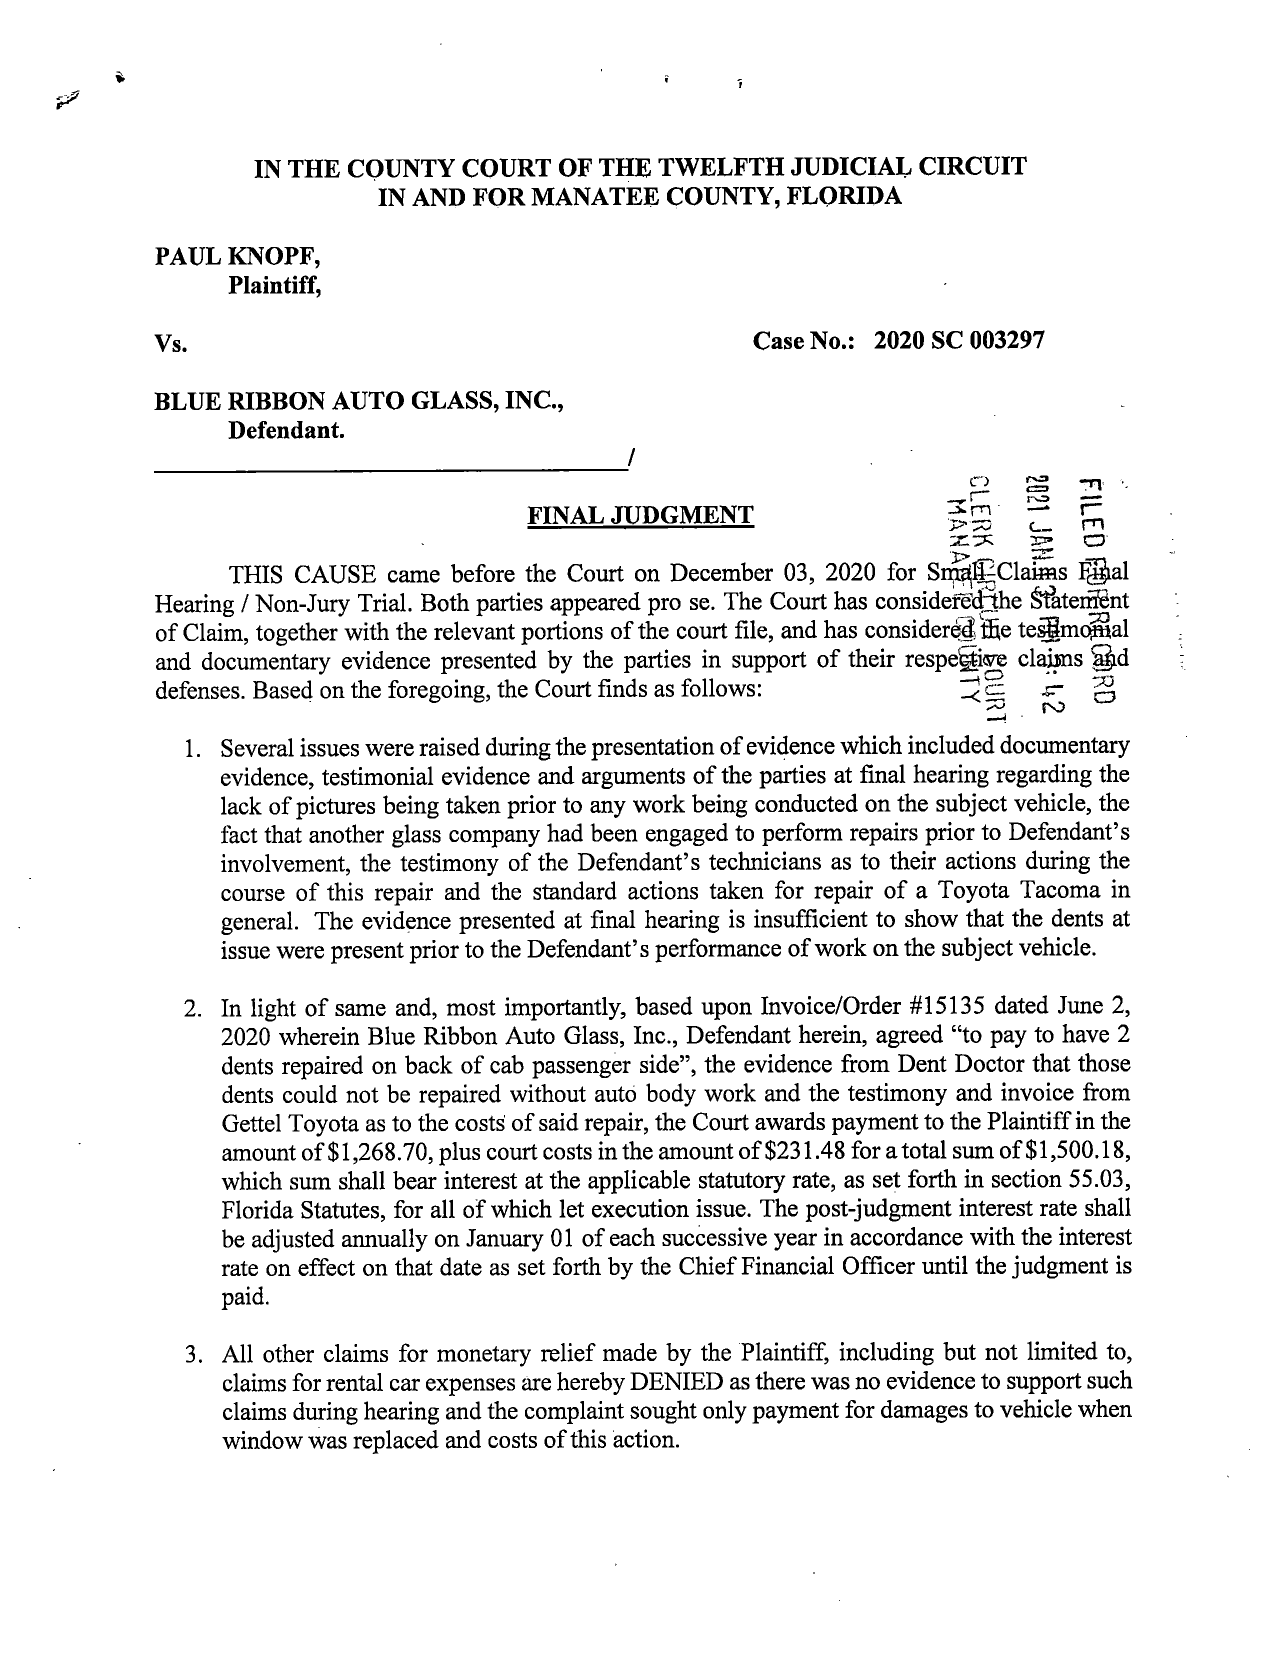 IN THE COUNTY COURT OF THE TWELFTH JUDICIAL CIRCUIT
IN AND FOR MANATEE COUNTY, FLORIDA
PAUL KNOPF,
Plaintiff,
Vs.
Case No.: 2020 SC 003297
BLUE RIBBON AUTO GLASS, INC.,
Defendant.
/
FINAL JUDGMENT
FILED FOR RECORD
2021 JAN :42
CLERK COURT
MANATEE COUNTY
THIS CAUSE came before the Court on December 03, 2020 for Small Claims Final
Hearing / Non-Jury Trial. Both parties appeared pro se. The Court has considered the Statement
of Claim, together with the relevant portions of the court file, and has considered the testimonial
and documentary evidence presented by the parties in support of their respective claims and
defenses. Based on the foregoing, the Court finds as follows:
1. Several issues were raised during the presentation of evidence which included documentary
evidence, testimonial evidence and arguments of the parties at final hearing regarding the
lack of pictures being taken prior to any work being conducted on the subject vehicle, the
fact that another glass company had been engaged to perform repairs prior to Defendant's
involvement, the testimony of the Defendant's technicians as to their actions during the
course of this repair and the standard actions taken for repair of a Toyota Tacoma in
general. The evidence presented at final hearing is insufficient to show that the dents at
issue were present prior to the Defendant's performance of work on the subject vehicle.
2. In light of same and, most importantly, based upon Invoice/Order #15135 dated June 2,
2020 wherein Blue Ribbon Auto Glass, Inc., Defendant herein, agreed "to pay to have 2
dents repaired on back of cab passenger side", the evidence from Dent Doctor that those
dents could not be repaired without auto body work and the testimony and invoice from
Gettel Toyota as to the costs of said repair, the Court awards payment to the Plaintiff in the
amount of $1,268.70, plus court costs in the amount of $231.48 for a total sum of $1,500.18,
which sum shall bear interest at the applicable statutory rate, as set forth in section 55.03,
Florida Statutes, for all of which let execution issue. The post-judgment interest rate shall
be adjusted annually on January 01 of each successive year in accordance with the interest
rate on effect on that date as set forth by the Chief Financial Officer until the judgment is
paid.
3. All other claims for monetary relief made by the Plaintiff, including but not limited to,
claims for rental car expenses are hereby DENIED as there was no evidence to support such
claims during hearing and the complaint sought only payment for damages to vehicle when
window was replaced and costs of this action.